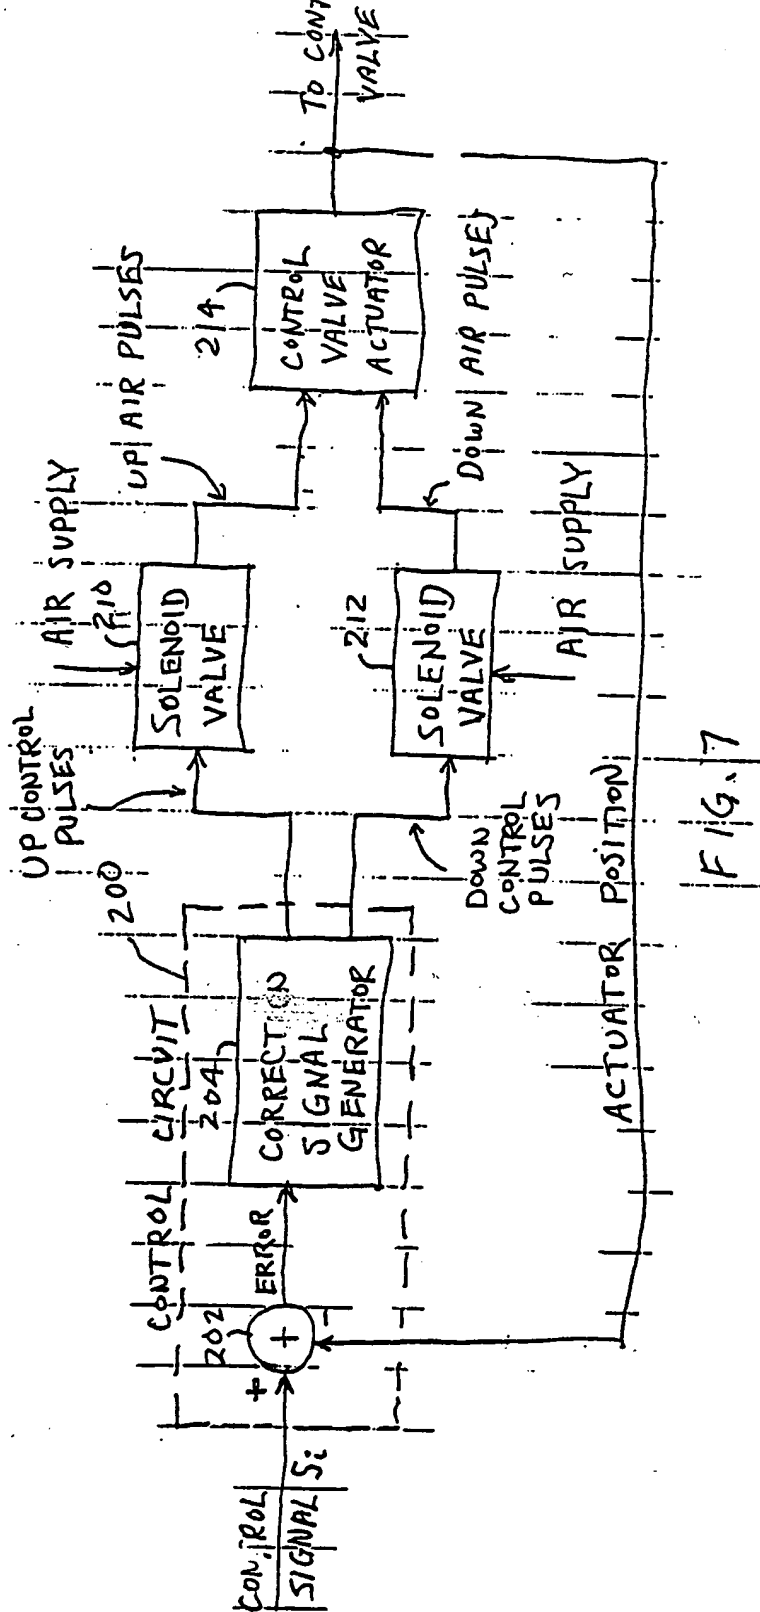 CONTROL
SIGNAL Si
+
202
+
ERROR
CONTROL CIRCUIT
200
204
SIGNAL
GENERATOR
UP CONTROL
PULSES
DOWN
CONTROL
PULSES
AIR SUPPLY
210
SOLENOID
VALVE
212
SOLENOID
VALVE
AIR SUPPLY
UP AIR PULSES
DOWN AIR PULSES
214
CONTROL
VALVE
ACTUATOR
TO
VALVE
ACTUATOR POSITION
FIG. 7